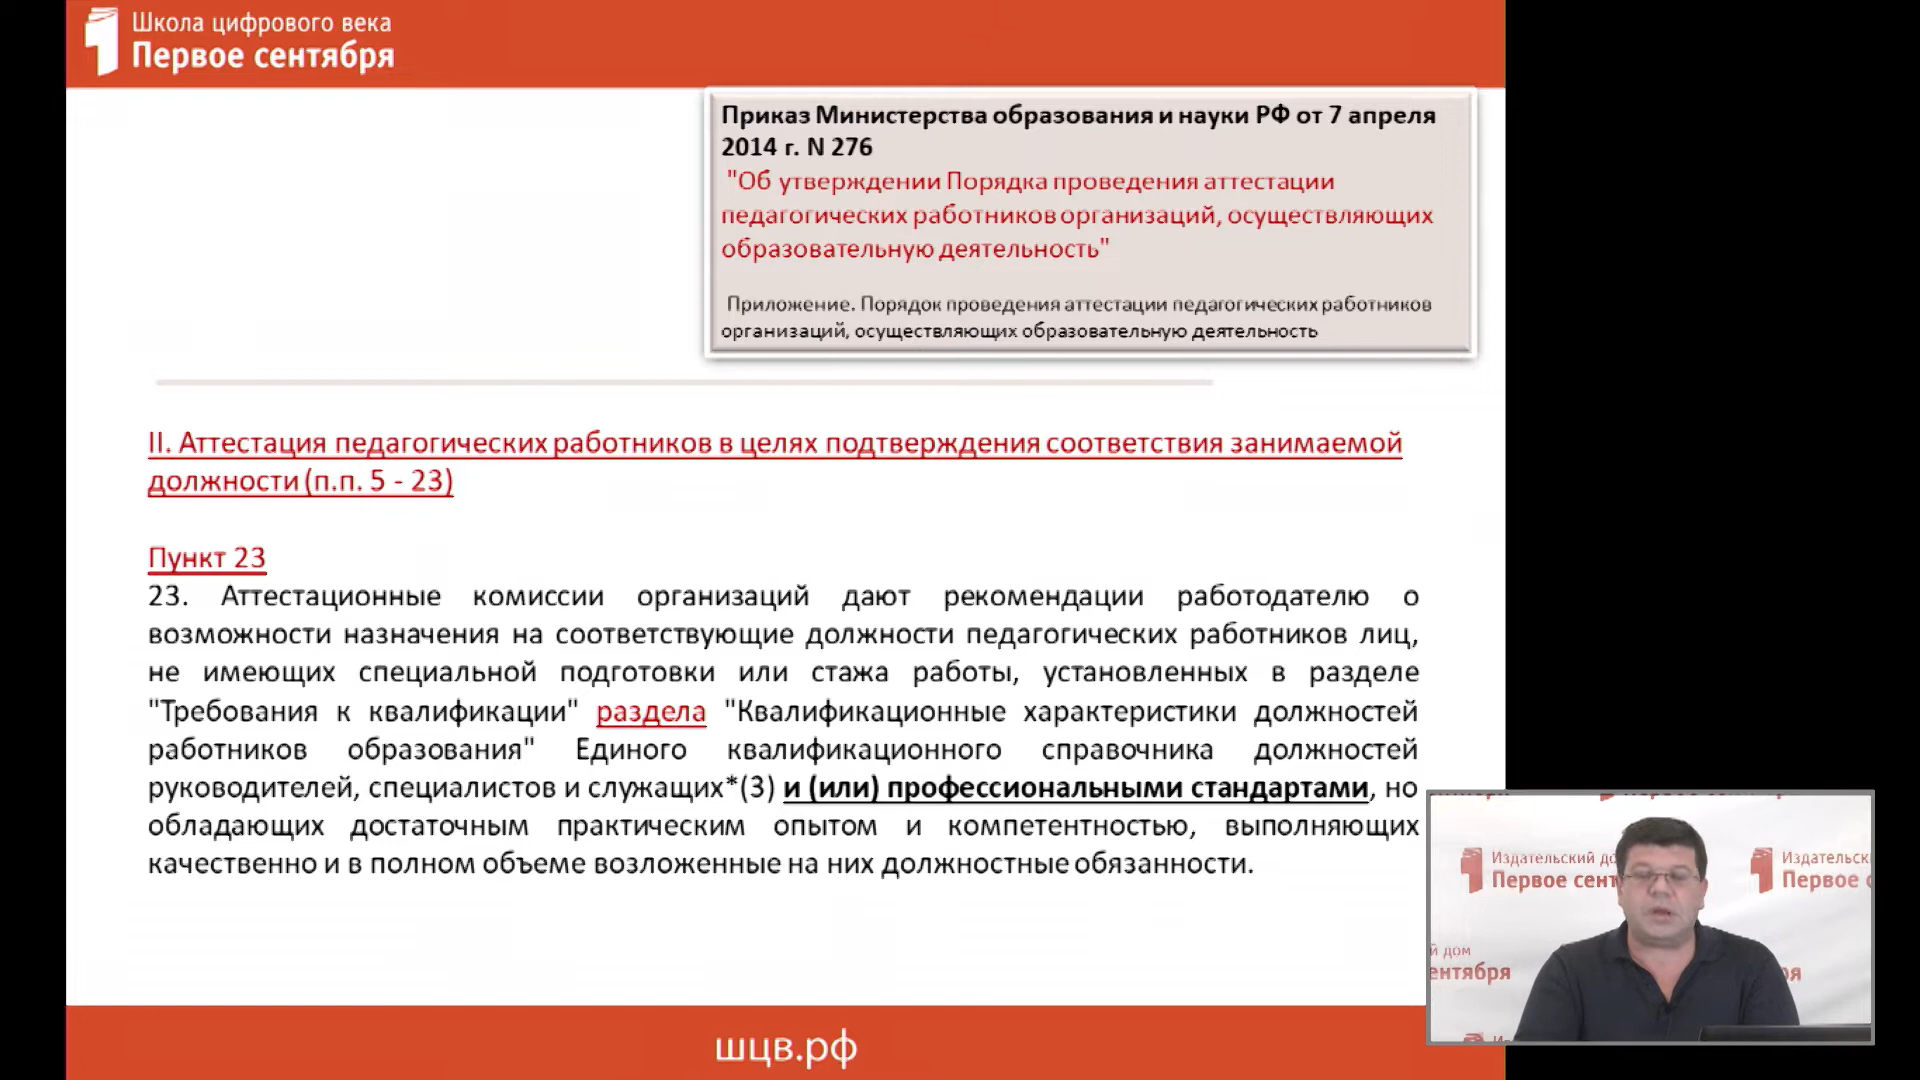 Школа цифрового века
Первое сентября
Приказ Министерства образования и науки РФ от 7 апреля
2014 г. N 276
"Об утверждении Порядка проведения аттестации
педагогических работников организаций, осуществляющих
образовательную деятельность"
Приложение. Порядок проведения аттестации педагогических работников
организаций, осуществляющих образовательную деятельность
II. Аттестация педагогических работников в целях подтверждения соответствия занимаемой
должности (п.п. 5 - 23)
Пункт 23
23. Аттестационные комиссии организаций дают рекомендации работодателю о
возможности назначения на соответствующие должности педагогических работников лиц,
не имеющих специальной подготовки или стажа работы, установленных в разделе
"Требования к квалификации" раздела "Квалификационные характеристики должностей
работников образования" Единого квалификационного справочника должностей
руководителей, специалистов и служащих*(3) и (или) профессиональными стандартами, но
обладающих достаточным практическим опытом и компетентностью, выполняющих
качественно и в полном объеме возложенные на них должностные обязанности.
Издательский до
Первое сент
Издательск
Первое с
й дом
ентября
ря
шцв.рф